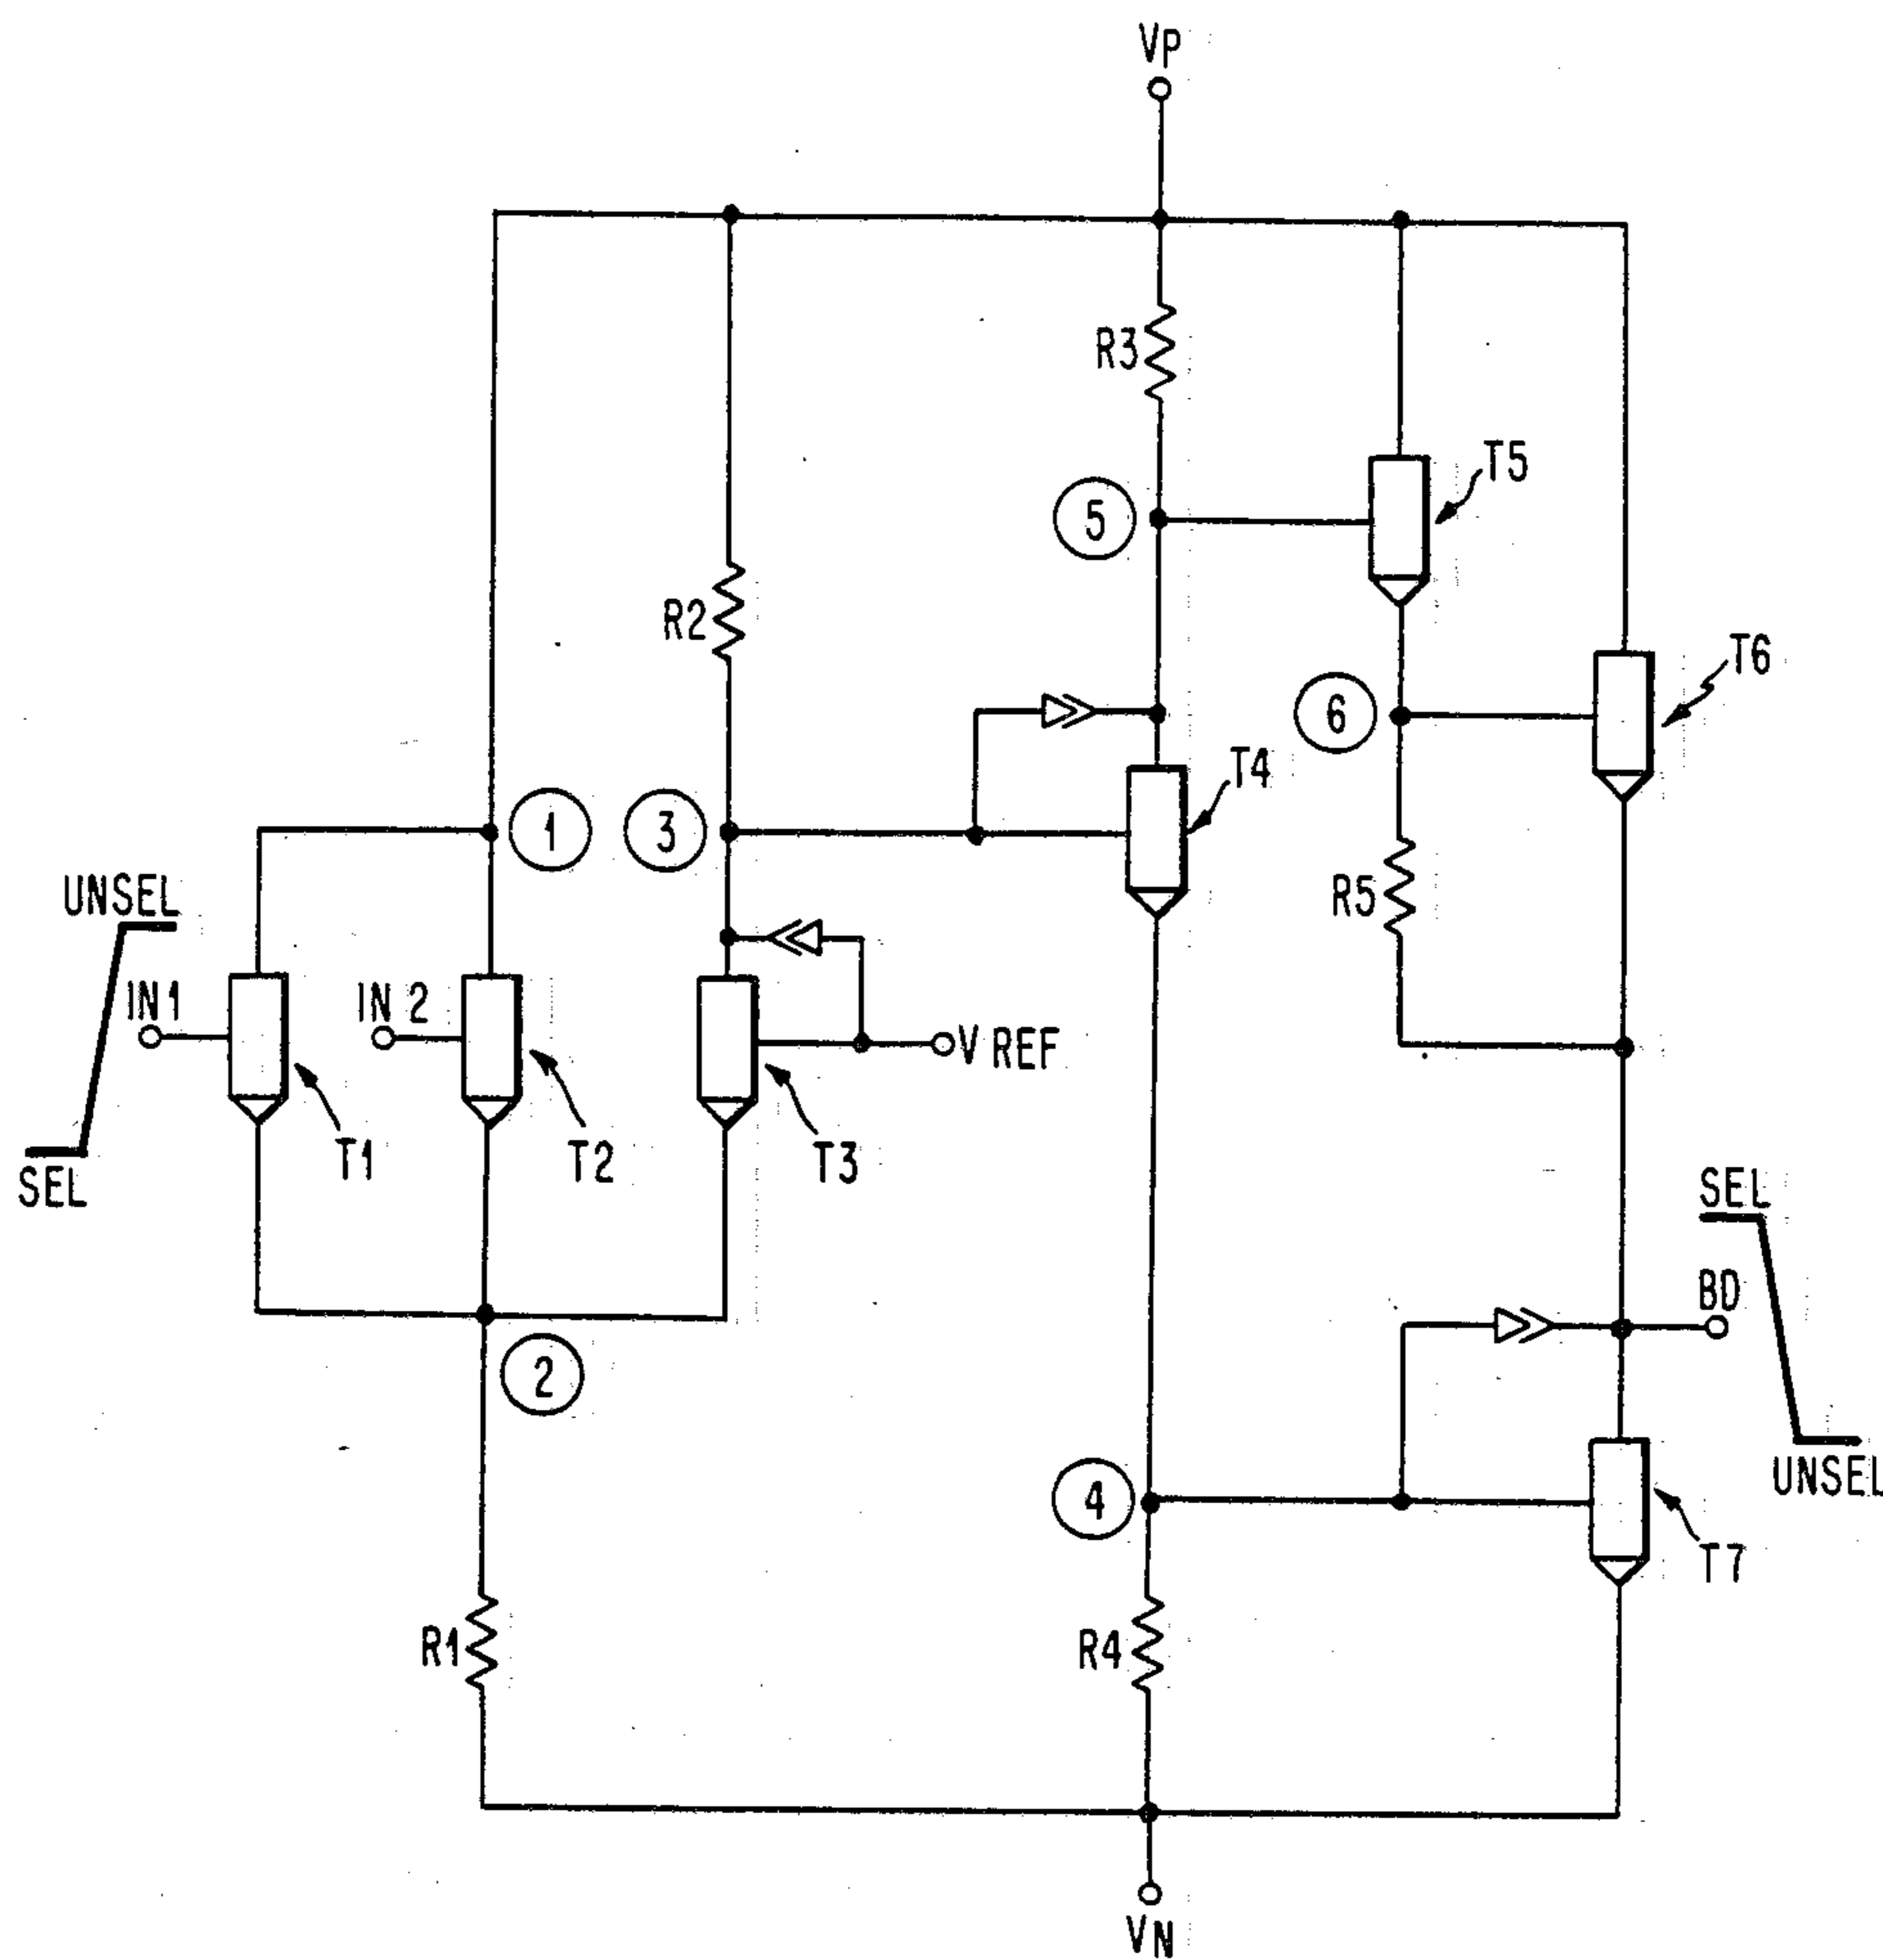 VP
R3
T5
5
R2
T6
6
T4
1
3
UNSEL
R5
IN1
IN 2
V REF
SEL
T1
T2
T3
SEL
BD
2
UNSEL
4
T7
R1
R4
VN